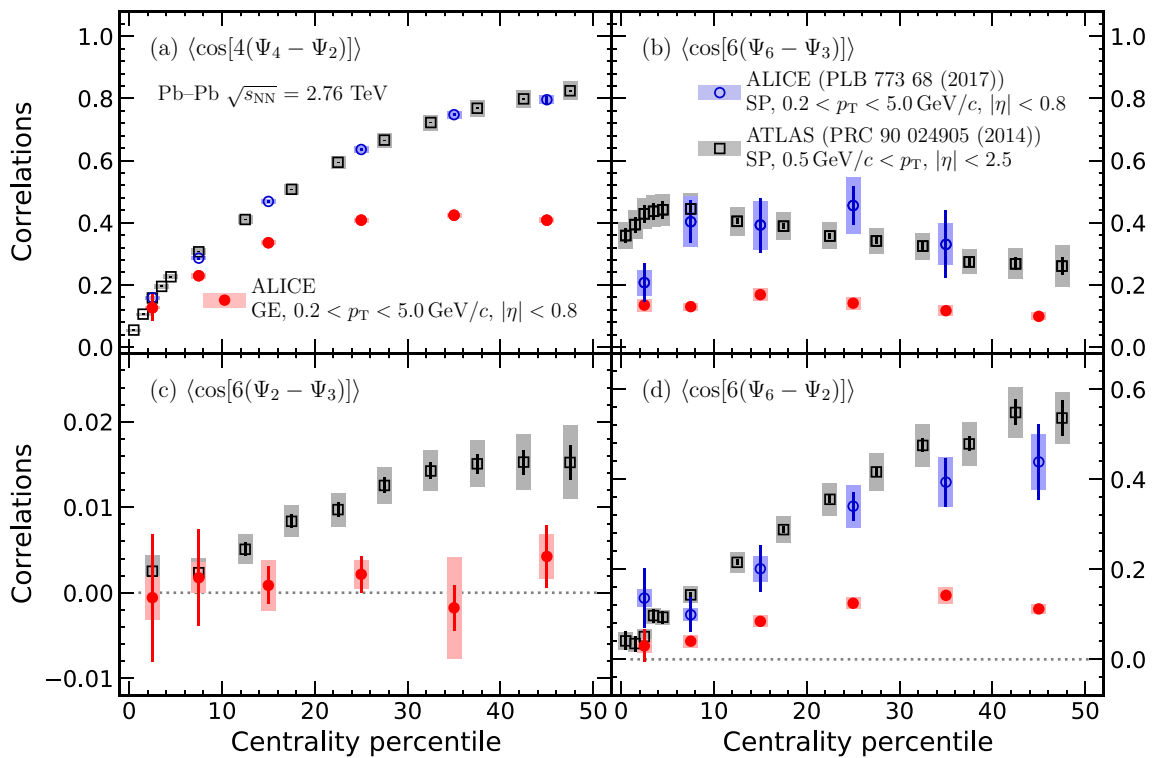 (a) ⟨cos[4(Ψ₄ − Ψ₂)]⟩
Pb–Pb √s_NN = 2.76 TeV
ALICE
GE, 0.2 < p_T < 5.0 GeV/c, |η| < 0.8
Correlations
1.0
0.8
0.6
0.4
0.2
0.0
(b) ⟨cos[6(Ψ₆ − Ψ₃)]⟩
ALICE (PLB 773 68 (2017))
SP, 0.2 < p_T < 5.0 GeV/c, |η| < 0.8
ATLAS (PRC 90 024905 (2014))
SP, 0.5 GeV/c < p_T, |η| < 2.5
1.0
0.8
0.6
0.4
0.2
0.0
(c) ⟨cos[6(Ψ₂ − Ψ₃)]⟩
Correlations
0.02
0.01
0.00
−0.01
0 10 20 30 40 50
Centrality percentile
(d) ⟨cos[6(Ψ₆ − Ψ₂)]⟩
0.6
0.4
0.2
0.0
0 10 20 30 40 50
Centrality percentile